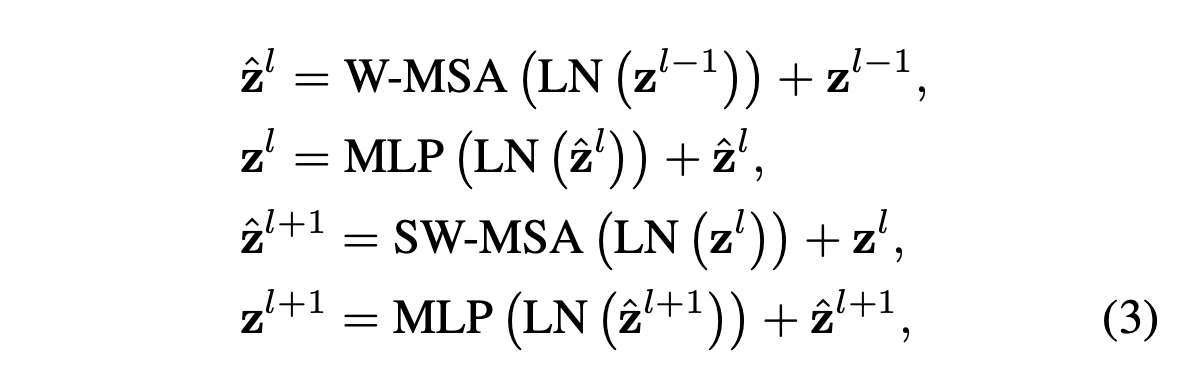 ẑ^l = W-MSA (LN (z^{l−1})) + z^{l−1},
z^l = MLP (LN (ẑ^l)) + ẑ^l,
ẑ^{l+1} = SW-MSA (LN (z^l)) + z^l,
z^{l+1} = MLP (LN (ẑ^{l+1})) + ẑ^{l+1}, (3)